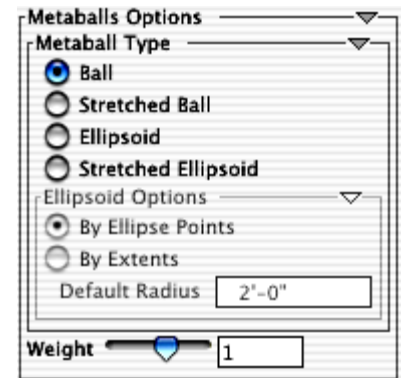 Metaballs Options
Metaball Type
Ball
Stretched Ball
Ellipsoid
Stretched Ellipsoid
Ellipsoid Options
By Ellipse Points
By Extents
Default Radius 2'-0"
Weight 1